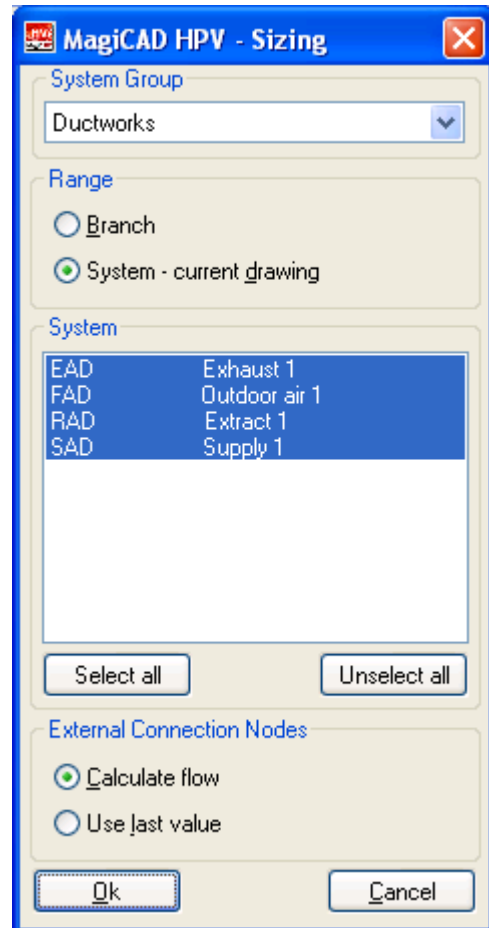 MagiCAD HPV - Sizing
System Group
Ductworks
Range
Branch
System - current drawing
System
EAD Exhaust 1
FAD Outdoor air 1
RAD Extract 1
SAD Supply 1
Select all Unselect all
External Connection Nodes
Calculate flow
Use last value
Ok Cancel